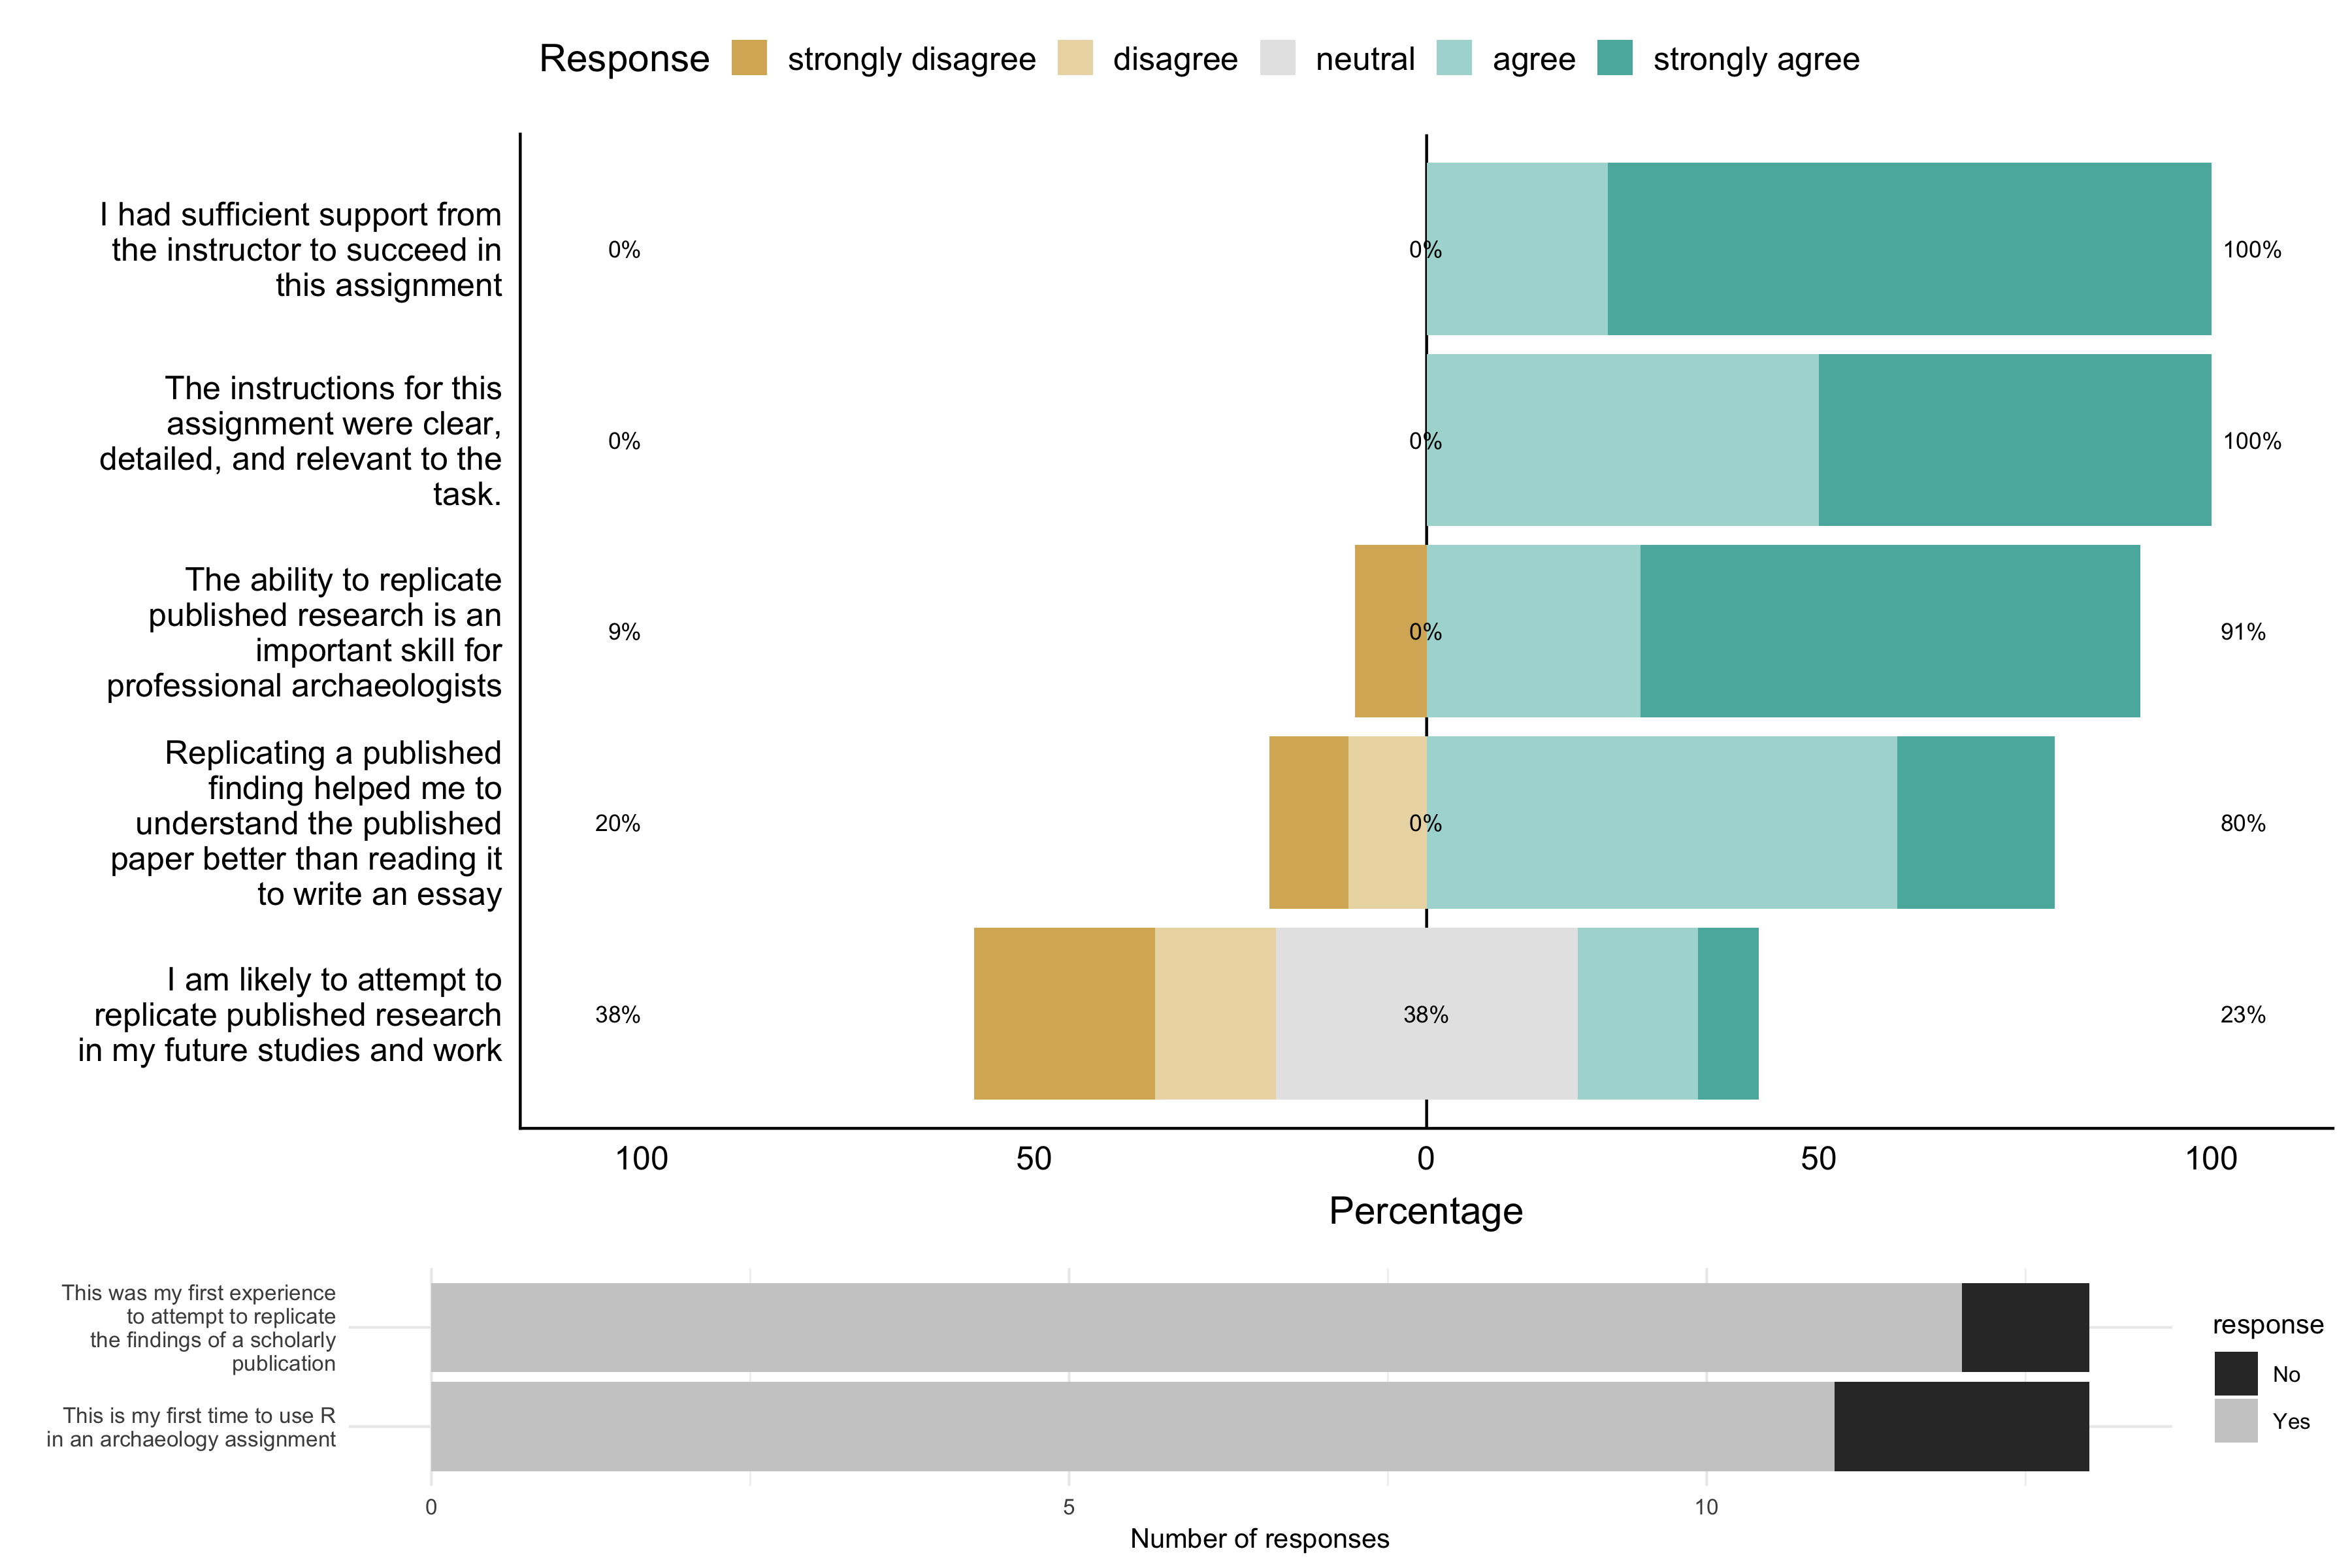 Response strongly disagree disagree neutral agree strongly agree
I had sufficient support from
the instructor to succeed in
this assignment
0% 0% 100%
The instructions for this
assignment were clear,
detailed, and relevant to the
task.
0% 0% 100%
The ability to replicate
published research is an
important skill for
professional archaeologists
9% 0% 91%
Replicating a published
finding helped me to
understand the published
paper better than reading it
to write an essay
20% 0% 80%
I am likely to attempt to
replicate published research
in my future studies and work
38% 38% 23%
100 50 0 50 100
Percentage
This was my first experience
to attempt to replicate
the findings of a scholarly
publication
This is my first time to use R
in an archaeology assignment
0 5 10
Number of responses
response
No
Yes